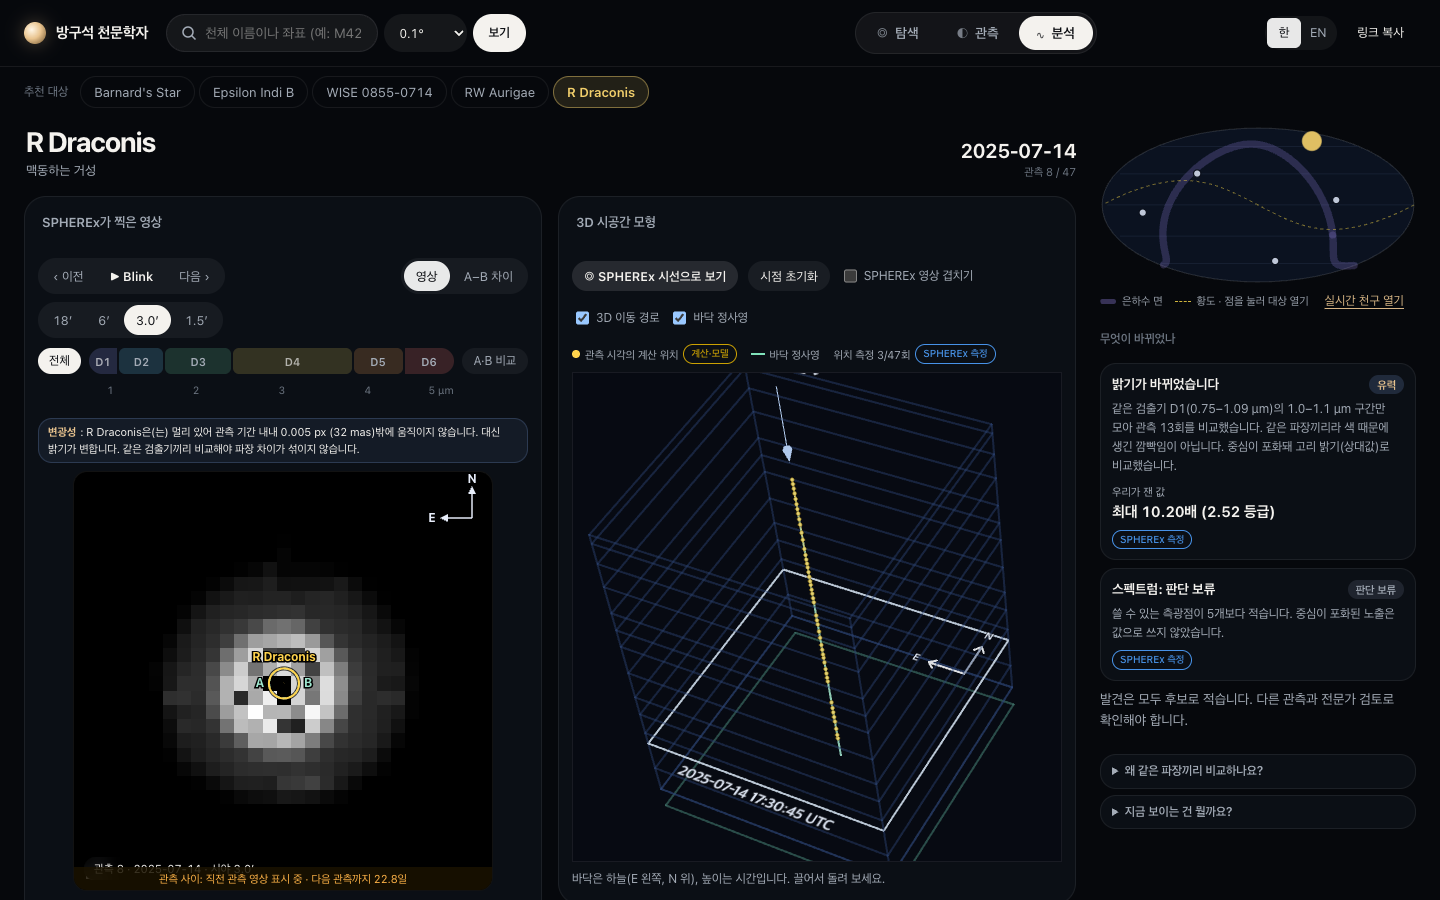 방구석 천문학자
천체 이름이나 좌표 (예: M42
0.1°
보기
탐색
관측
분석
한
EN
링크 복사
추천 대상
Barnard's Star
Epsilon Indi B
WISE 0855-0714
RW Aurigae
R Draconis
R Draconis
맥동하는 거성
2025-07-14
관측 8 / 47
SPHEREx가 찍은 영상
‹ 이전
▶ Blink
다음 ›
영상
A−B 차이
18′
6′
3.0′
1.5′
전체
D1
D2
D3
D4
D5
D6
A·B 비교
1
2
3
4
5 μm
변광성 : R Draconis은(는) 멀리 있어 관측 기간 내내 0.005 px (32 mas)밖에 움직이지 않습니다. 대신
밝기가 변합니다. 같은 검출기끼리 비교해야 파장 차이가 섞이지 않습니다.
N
E
R Draconis
A
B
관측 8 · 2025-07-14 · 시야 3.0′
관측 사이: 직전 관측 영상 표시 중 · 다음 관측까지 22.8일
3D 시공간 모형
◎ SPHEREx 시선으로 보기
시점 초기화
SPHEREx 영상 겹치기
3D 이동 경로
바닥 정사영
관측 시각의 계산 위치
계산·모델
바닥 정사영
위치 측정 3/47회
SPHEREx 측정
N
E
2025-07-14 17:30:45 UTC
바닥은 하늘(E 왼쪽, N 위), 높이는 시간입니다. 끌어서 돌려 보세요.
은하수 면
---- 황도 · 점을 눌러 대상 열기
실시간 천구 열기
무엇이 바뀌었나
밝기가 바뀌었습니다
유력
같은 검출기 D1(0.75–1.09 μm)의 1.0–1.1 μm 구간만
모아 관측 13회를 비교했습니다. 같은 파장끼리라 색 때문에
생긴 깜빡임이 아닙니다. 중심이 포화돼 고리 밝기(상대값)로
비교했습니다.
우리가 잰 값
최대 10.20배 (2.52 등급)
SPHEREx 측정
스펙트럼: 판단 보류
판단 보류
쓸 수 있는 측광점이 5개보다 적습니다. 중심이 포화된 노출은
값으로 쓰지 않았습니다.
SPHEREx 측정
발견은 모두 후보로 적습니다. 다른 관측과 전문가 검토로
확인해야 합니다.
▶ 왜 같은 파장끼리 비교하나요?
▶ 지금 보이는 건 뭘까요?